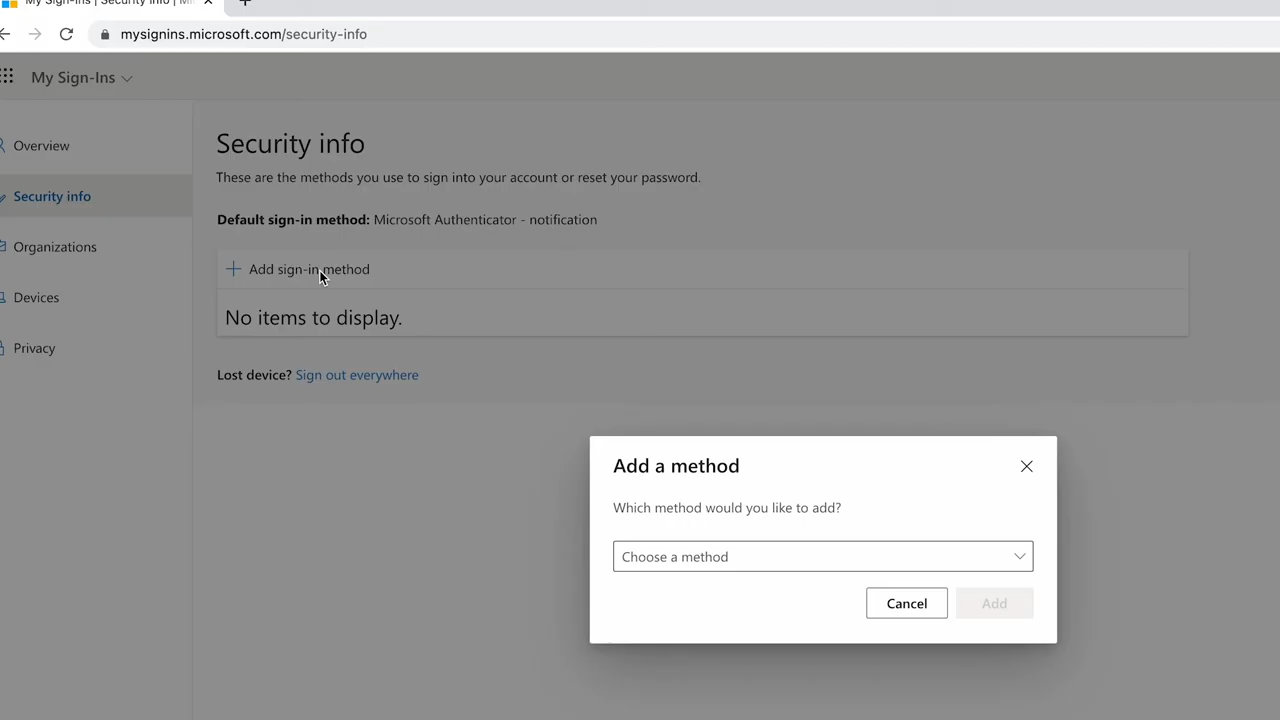 My Sign-Ins | Security Info |
mysignins.microsoft.com/security-info
My Sign-Ins
Overview
Security info
Organizations
Devices
Privacy
Security info
These are the methods you use to sign into your account or reset your password.
Default sign-in method: Microsoft Authenticator - notification
Add sign-in method
No items to display.
Lost device? Sign out everywhere
Add a method
Which method would you like to add?
Choose a method
Cancel
Add